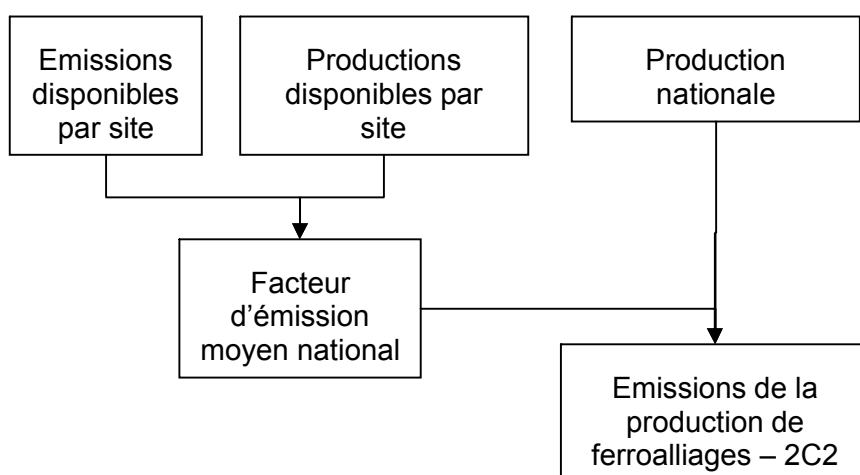 Emissions
disponibles
par site
Productions
disponibles par
site
Production
nationale
Facteur
d’émission
moyen national
Emissions de la
production de
ferroalliages – 2C2